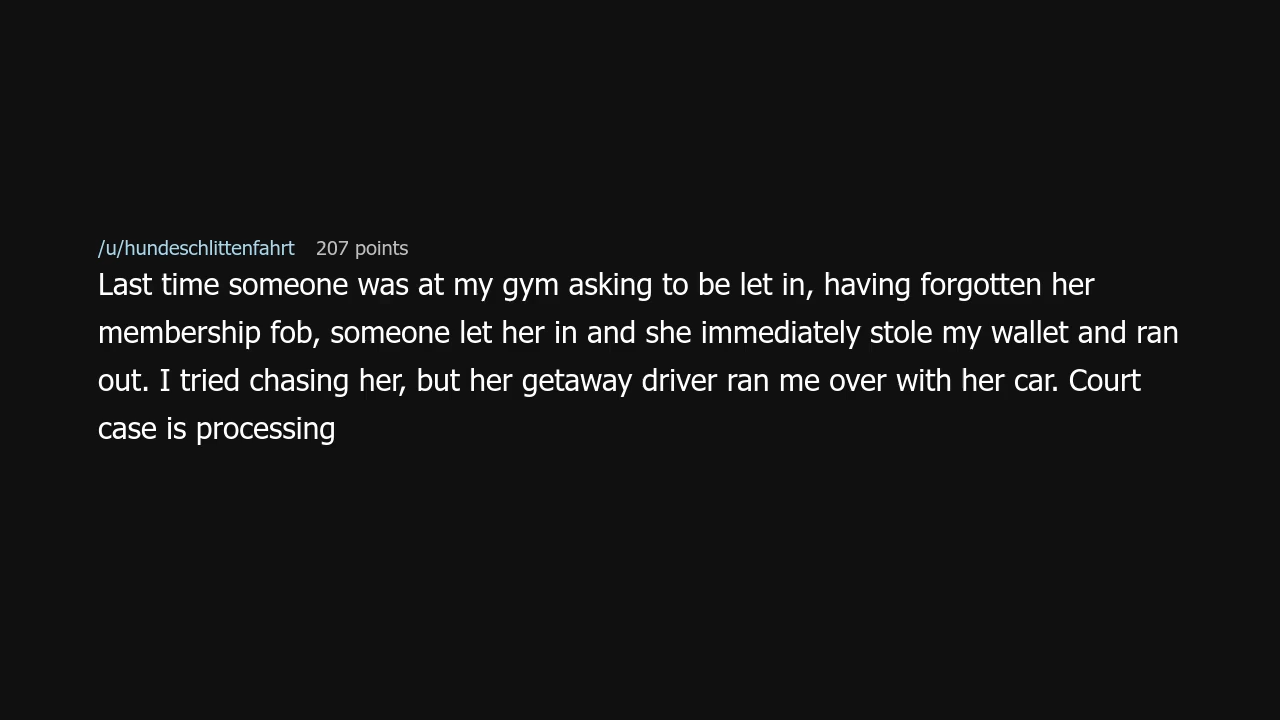 /u/hundeschlittenfahrt 207 points
Last time someone was at my gym asking to be let in, having forgotten her
membership fob, someone let her in and she immediately stole my wallet and ran
out. I tried chasing her, but her getaway driver ran me over with her car. Court
case is processing